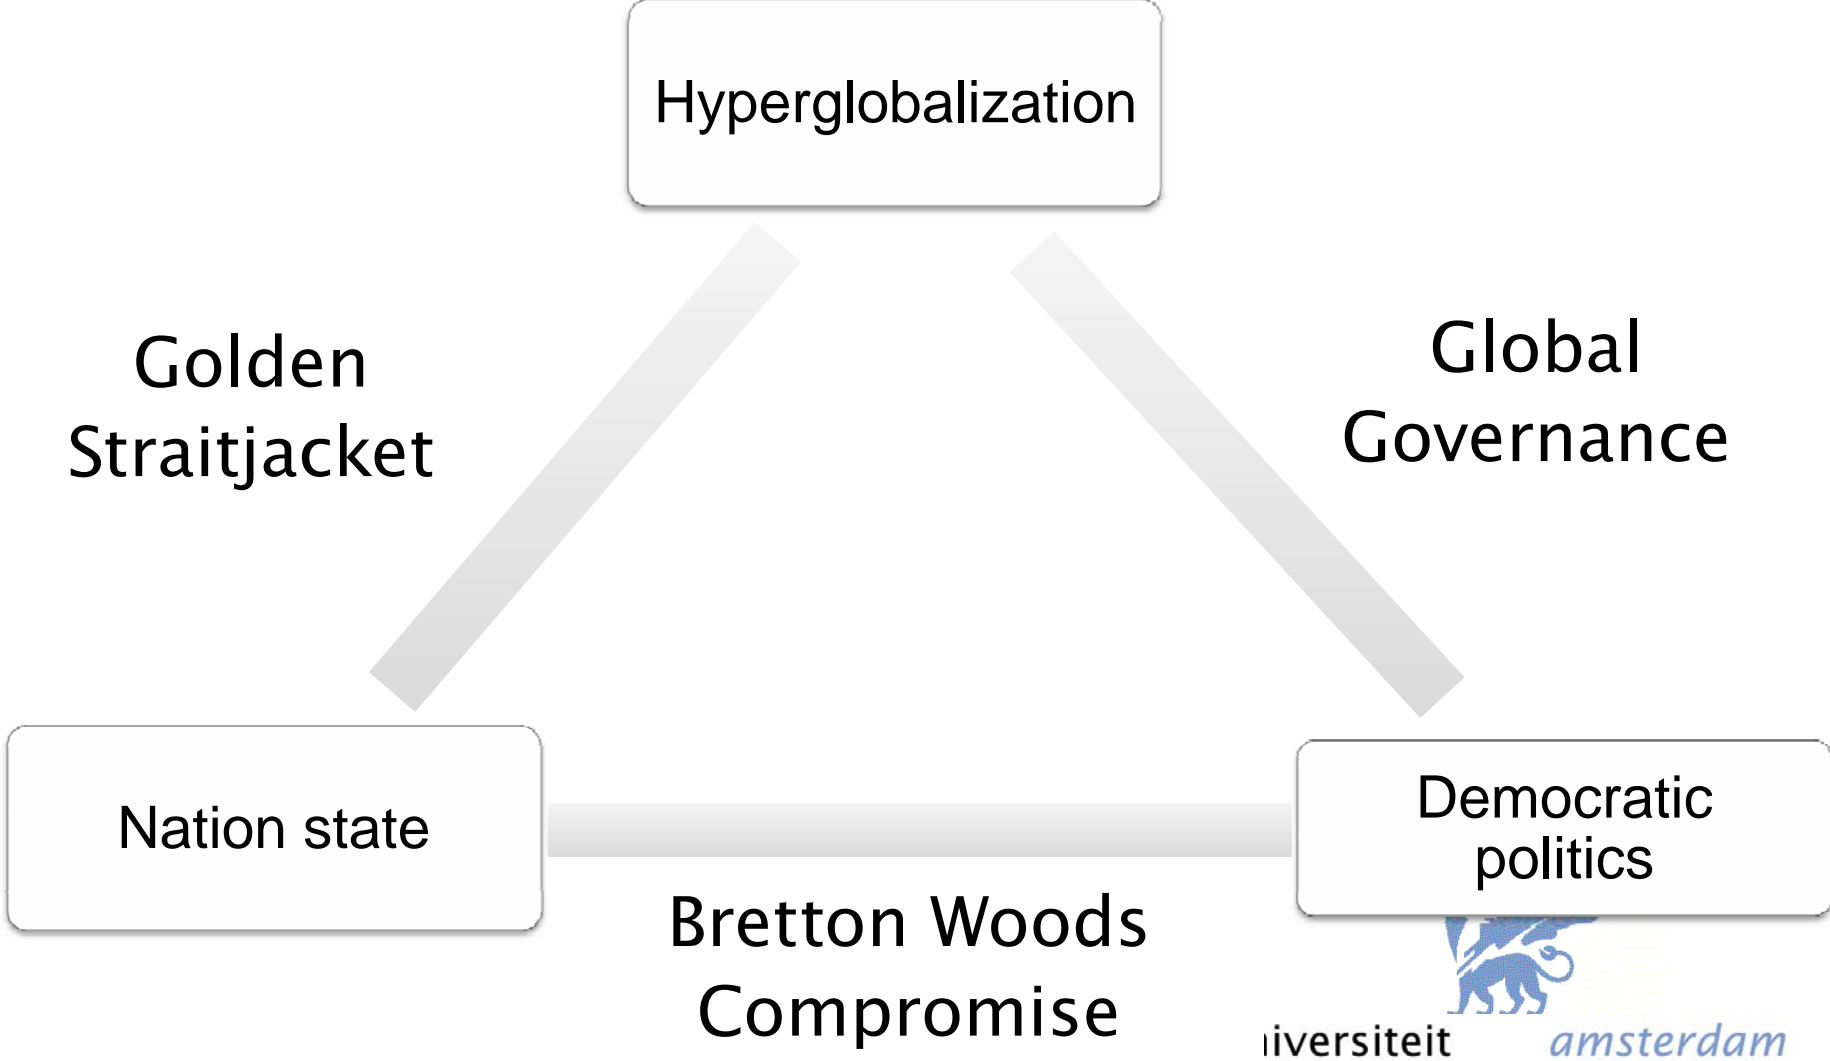 Hyperglobalization
Golden
Straitjacket
Global
Governance
Nation state
Democratic
politics
Bretton Woods
Compromise
amsterdam